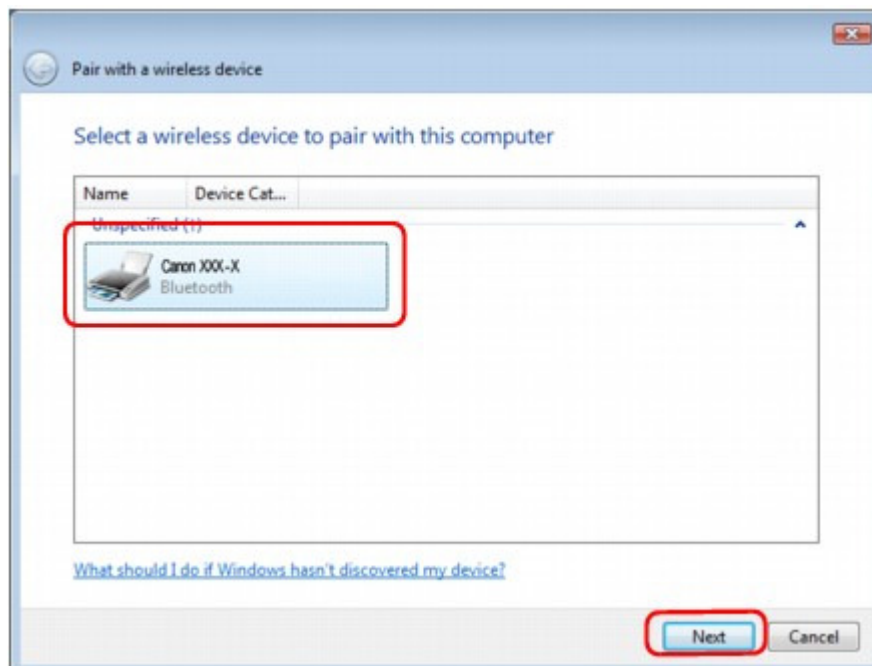 Pair with a wireless device
Select a wireless device to pair with this computer
Name Device Cat...
Unspecified (1)
Canon XXX-X
Bluetooth
What should I do if Windows hasn't discovered my device?
Next Cancel